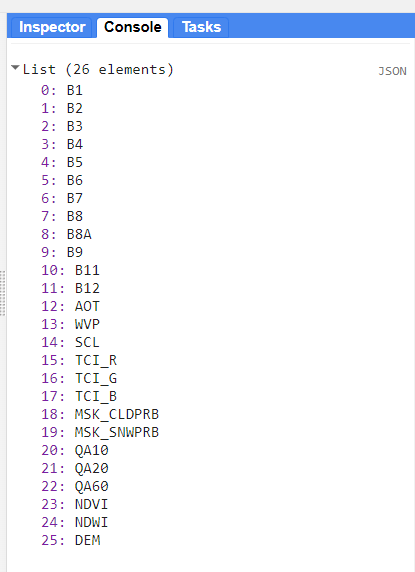 Inspector Console Tasks
List (26 elements) JSON
0: B1
1: B2
2: B3
3: B4
4: B5
5: B6
6: B7
7: B8
8: B8A
9: B9
10: B11
11: B12
12: AOT
13: WVP
14: SCL
15: TCI_R
16: TCI_G
17: TCI_B
18: MSK_CLDPRB
19: MSK_SNWPRB
20: QA10
21: QA20
22: QA60
23: NDVI
24: NDWI
25: DEM